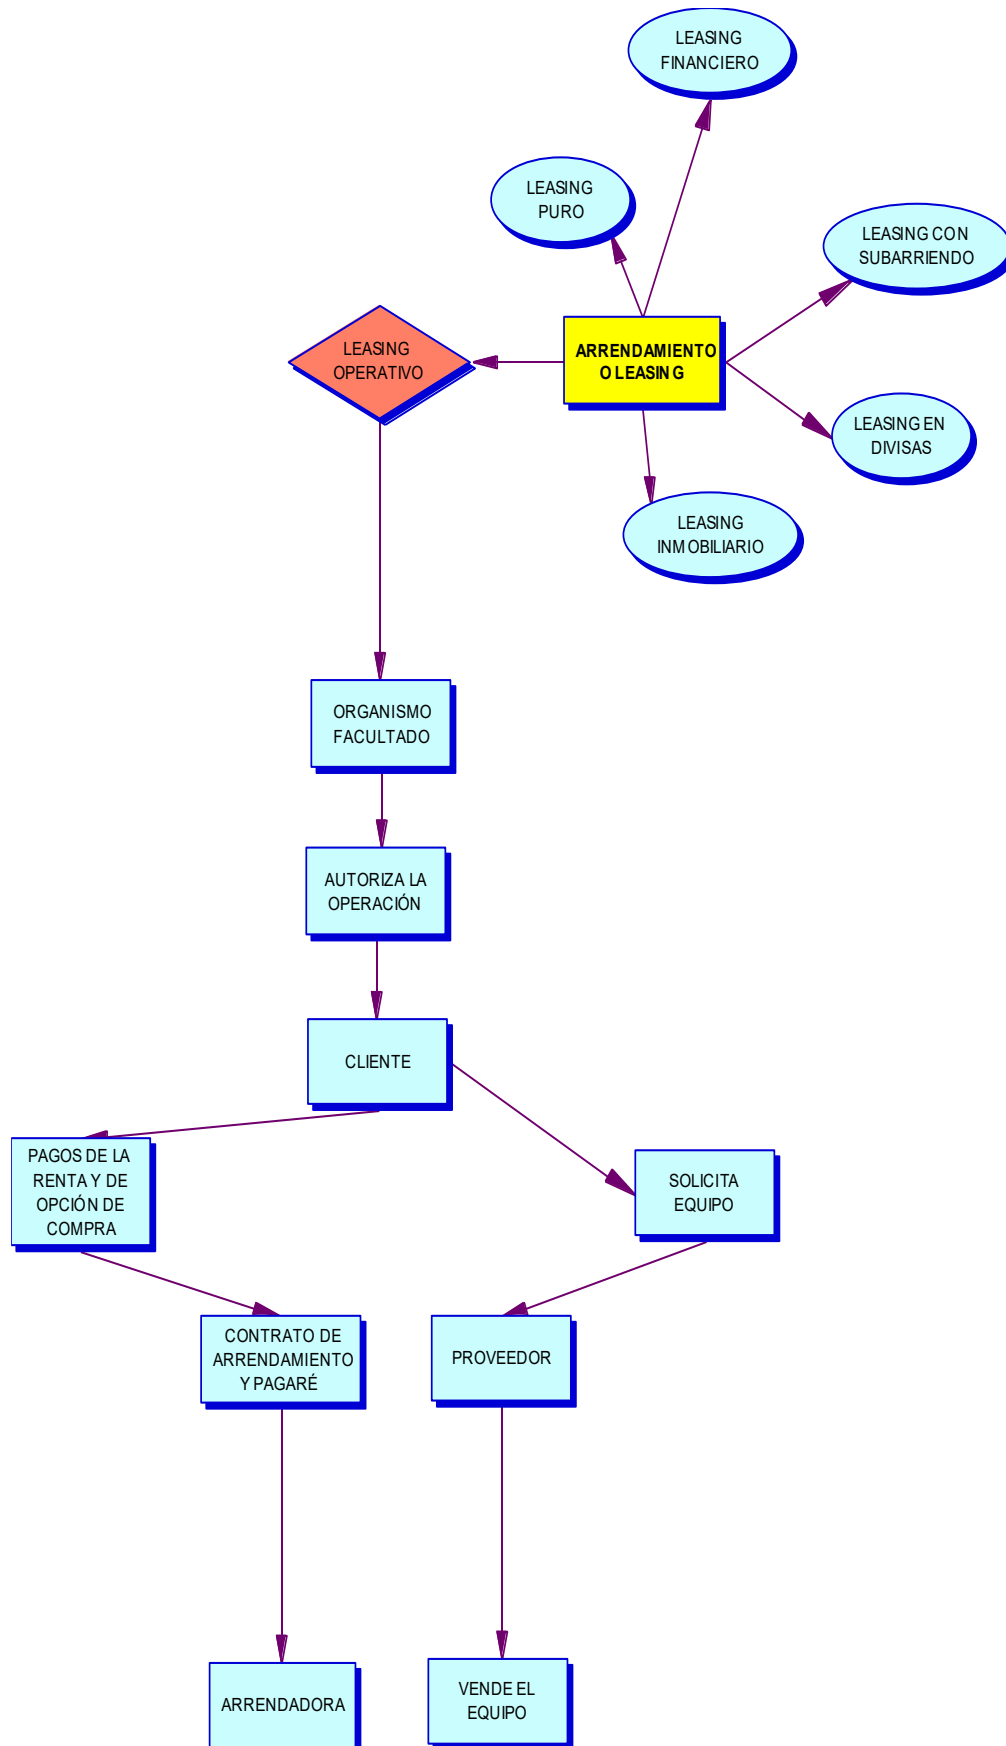 LEASING
FINANCIERO
LEASING
PURO
LEASING CON
SUBARRIENDO
LEASING
OPERATIVO
ARRENDAMIENTO
O LEASING
LEASING EN
DIVISAS
LEASING
INMOBILIARIO
ORGANISMO
FACULTADO
AUTORIZA LA
OPERACIÓN
CLIENTE
PAGOS DE LA
RENTA Y DE
OPCIÓN DE
COMPRA
SOLICITA
EQUIPO
CONTRATO DE
ARRENDAMIENTO
Y PAGARÉ
PROVEEDOR
ARRENDADORA
VENDE EL
EQUIPO